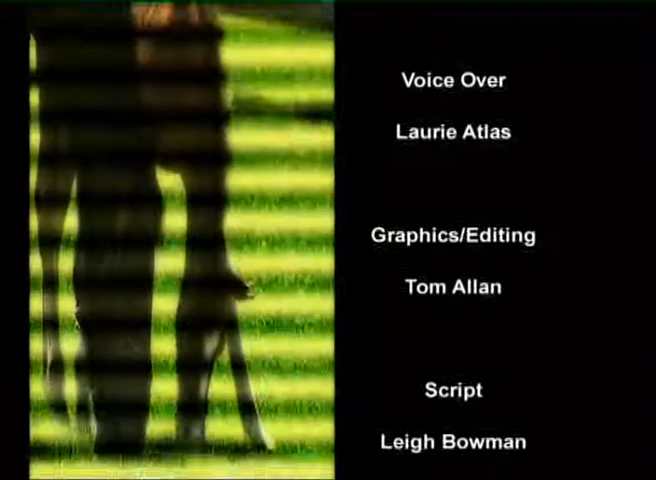 Voice Over
Laurie Atlas
Graphics/Editing
Tom Allan
Script
Leigh Bowman